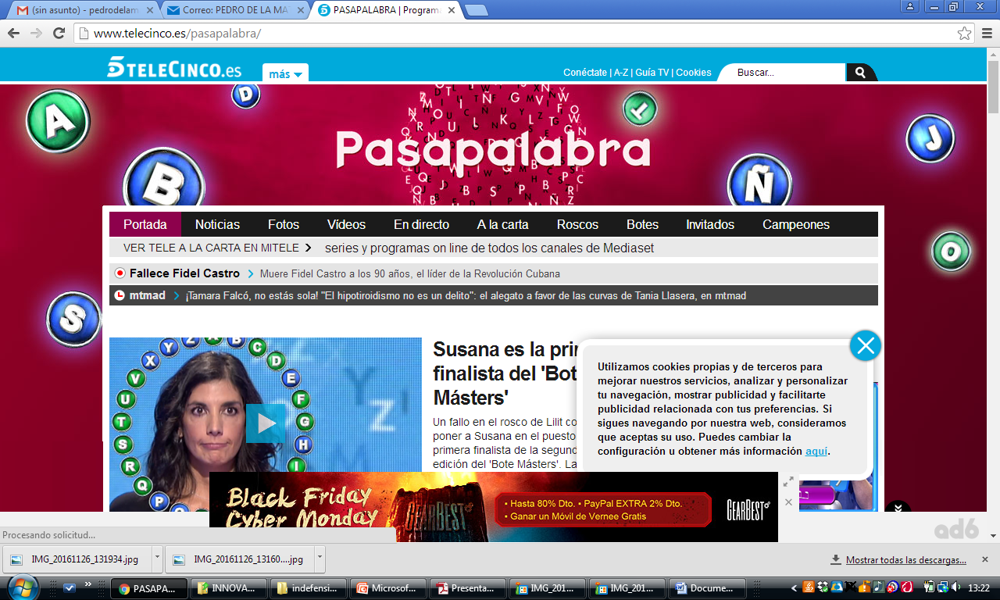 (sin asunto) - pedrodelam
Correo: PEDRO DE LA MAT
PASAPALABRA | Programa
www.telecinco.es/pasapalabra/
5 TELECINCO.es
más
Conéctate | A-Z | Guía TV | Cookies
Buscar...
A
D
B
J
Ñ
O
S
Pasapalabra
Portada Noticias Fotos Vídeos En directo A la carta Roscos Botes Invitados Campeones
VER TELE A LA CARTA EN MITELE series y programas on line de todos los canales de Mediaset
Fallece Fidel Castro Muere Fidel Castro a los 90 años, el líder de la Revolución Cubana
mtmad ¡Tamara Falcó, no estás sola! "El hipotiroidismo no es un delito": el alegato a favor de las curvas de Tania Llasera, en mtmad
X Y Z A B C D E F G H I
V U T S R Q P
Y Z
Susana es la pri
finalista del 'Bot
Másters'
Un fallo en el rosco de Lilit co
poner a Susana en el puesto
primera finalista de la segund
edición del 'Bote Másters'. La
Utilizamos cookies propias y de terceros para
mejorar nuestros servicios, analizar y personalizar
tu navegación, mostrar publicidad y facilitarte
publicidad relacionada con tus preferencias. Si
sigues navegando por nuestra web, consideramos
que aceptas su uso. Puedes cambiar la
configuración u obtener más información aquí.
Black Friday
Cyber Monday
GEARBEST
• Hasta 80% Dto. • PayPal EXTRA 2% Dto.
• Ganar un Móvil de Vernee Gratis
GEARBEST
ad6
Procesando solicitud...
IMG_20161126_131934.jpg
IMG_20161126_13160....jpg
Mostrar todas las descargas...
PASAPA...
INNOVA...
indefensi...
Microsof...
Presenta...
IMG_201...
IMG_201...
Docume...
13:22